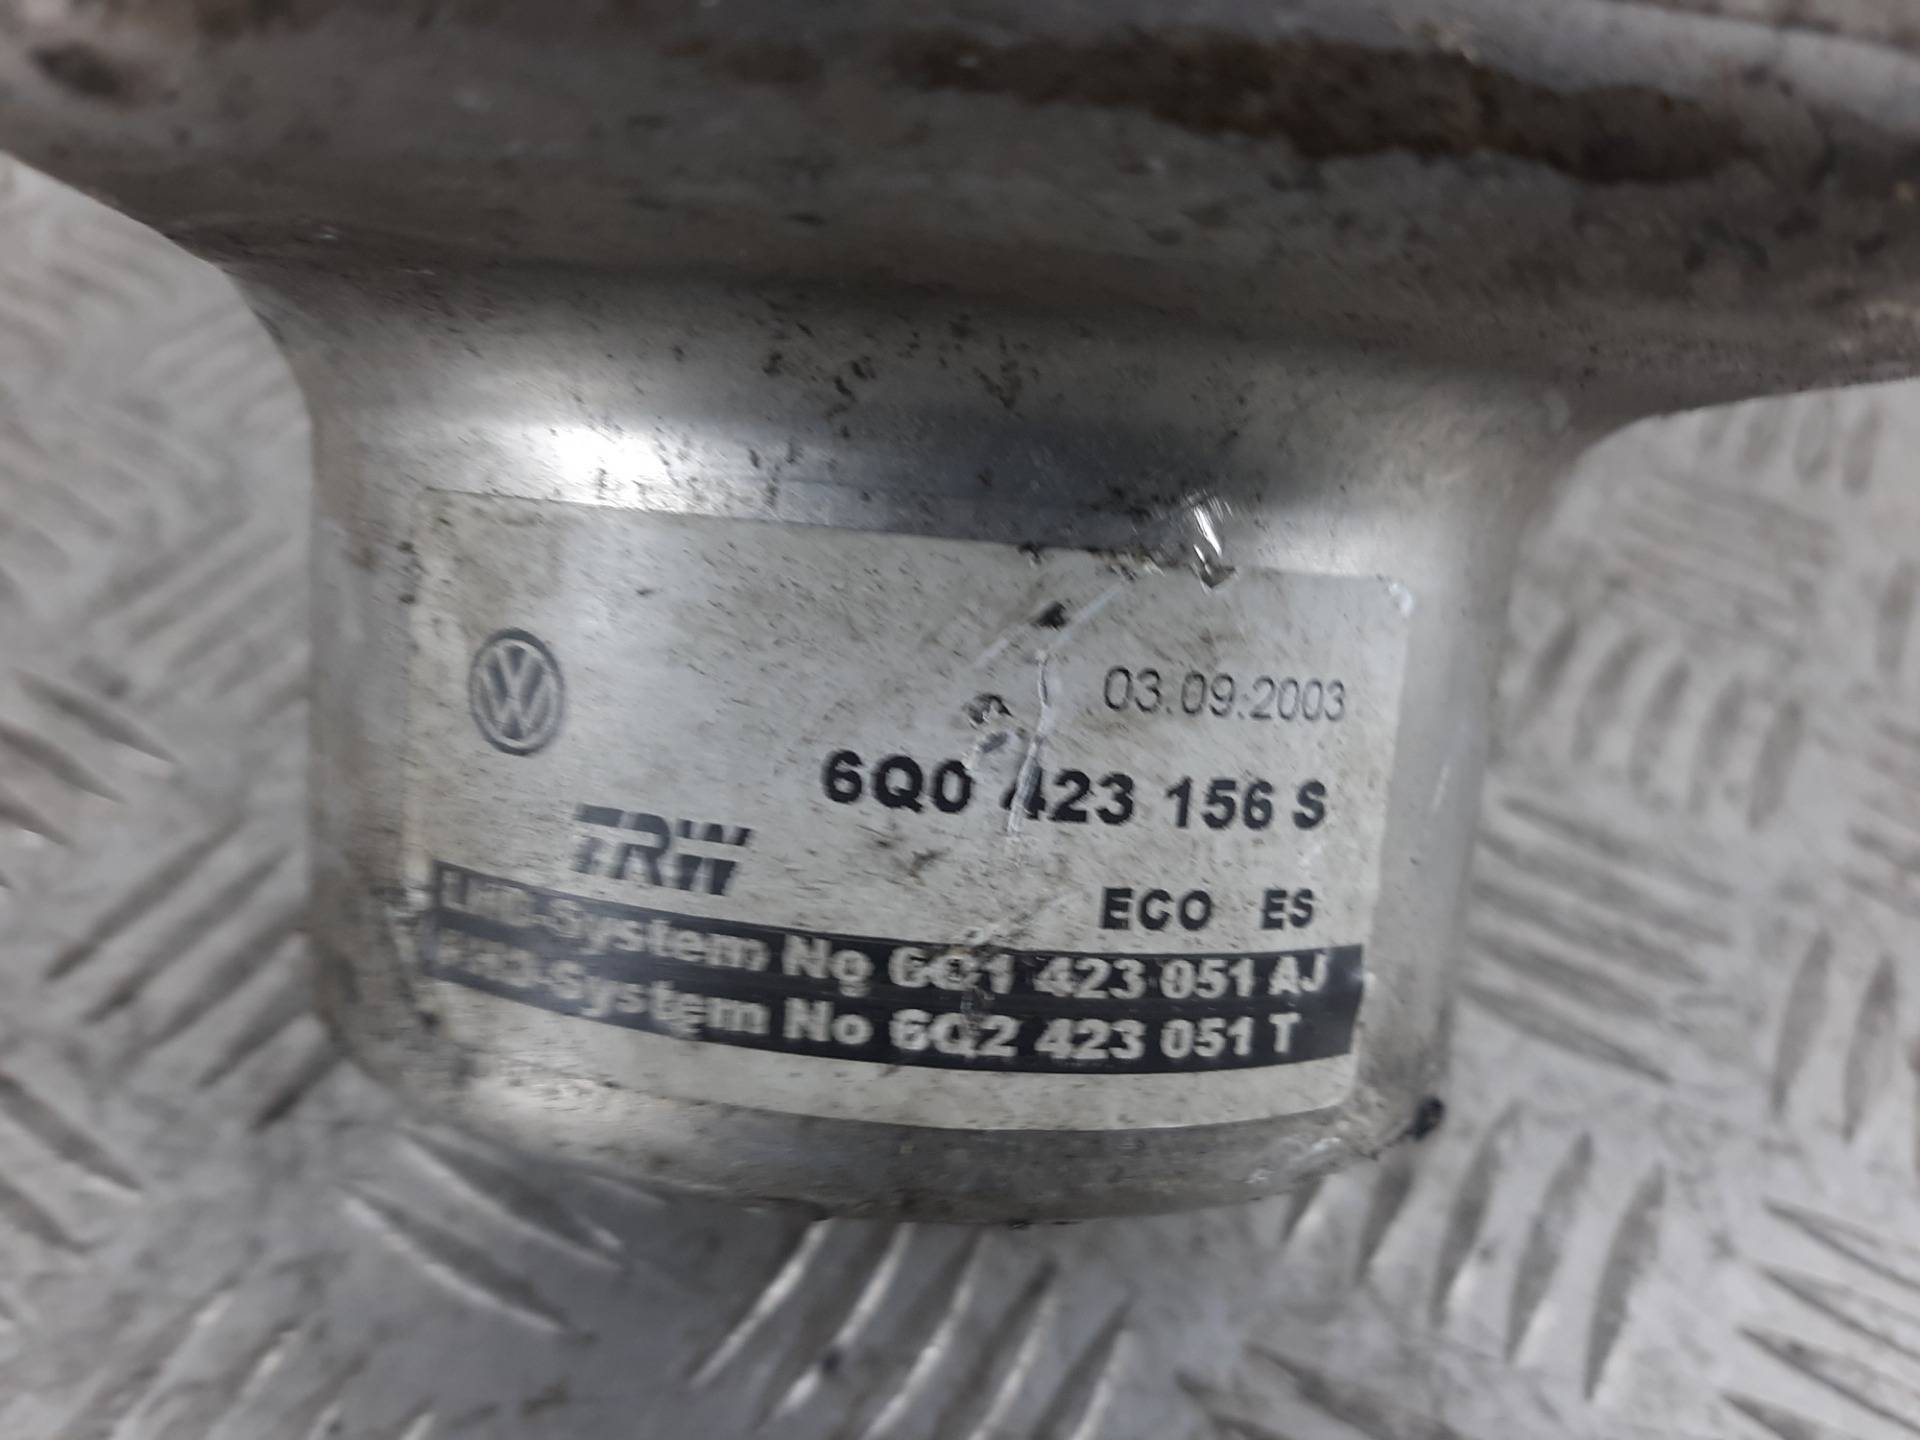 03.09.2003
6Q0 423 156 S
TRW
ECO ES
LHD-System No 6Q1 423 051 AJ
RHD-System No 6Q2 423 051 T